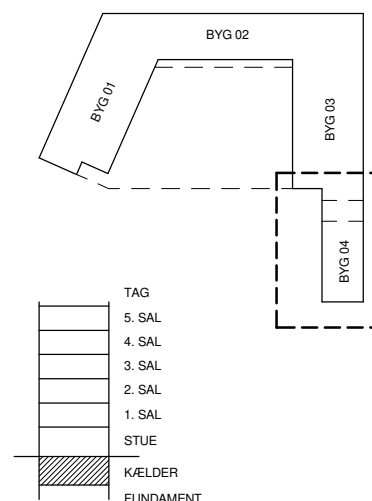 BYG 02
BYG 01
BYG 03
BYG 04
TAG
5. SAL
4. SAL
3. SAL
2. SAL
1. SAL
STUE
KÆLDER
FUNDAMENT